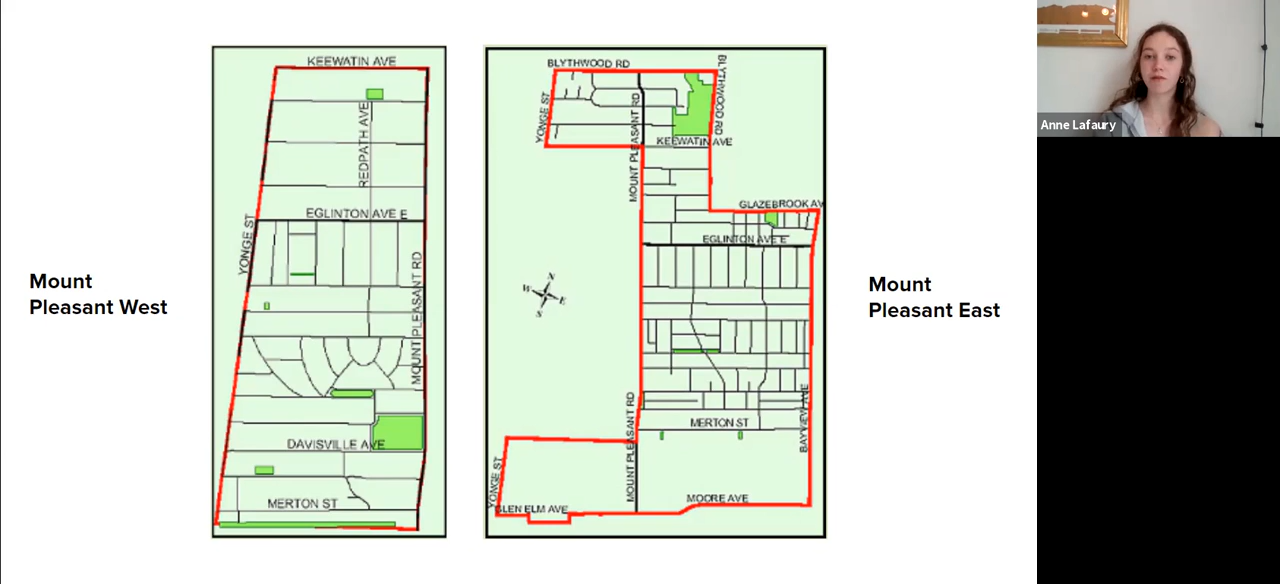 Mount
Pleasant West
KEEWATIN AVE
REDPATH AVE
EGLINTON AVE E
YONGE ST
MOUNT PLEASANT RD
DAVISVILLE AVE
MERTON ST
BLYTHWOOD RD
BLYTHWOOD RD
YONGE ST
MOUNT PLEASANT RD
KEEWATIN AVE
GLAZEBROOK AV
EGLINTON AVE E
N
W
E
S
MERTON ST
BAYVIEW AVE
MOUNT PLEASANT RD
YONGE ST
MOORE AVE
GLEN ELM AVE
Mount
Pleasant East
Anne Lafaury